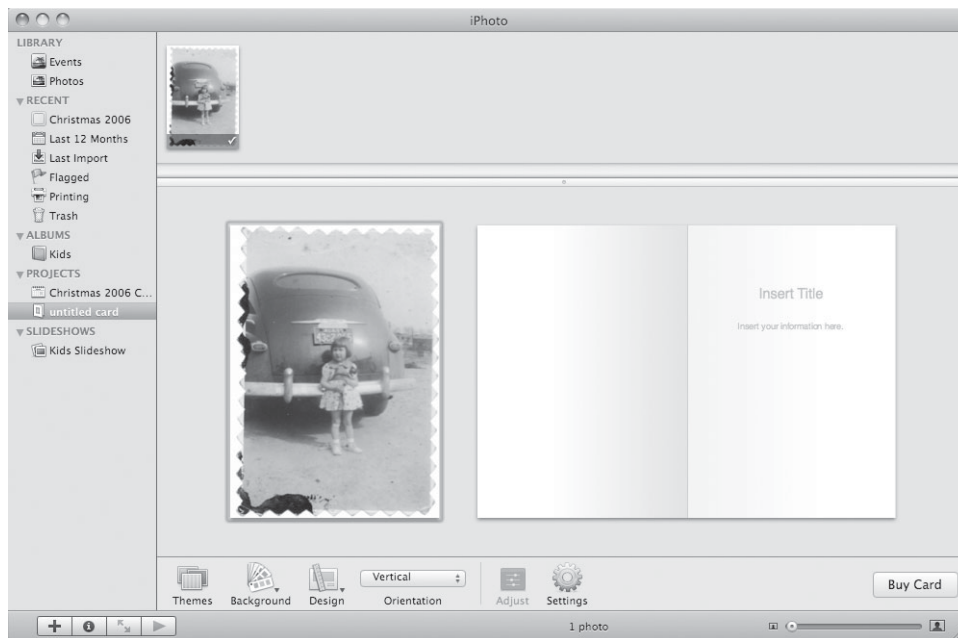 iPhoto
LIBRARY
Events
Photos
RECENT
Christmas 2006
Last 12 Months
Last Import
Flagged
Printing
Trash
ALBUMS
Kids
PROJECTS
Christmas 2006 C...
untitled card
SLIDESHOWS
Kids Slideshow
Insert Title
Insert your information here.
Vertical
Themes
Background
Design
Orientation
Adjust
Settings
Buy Card
1 photo